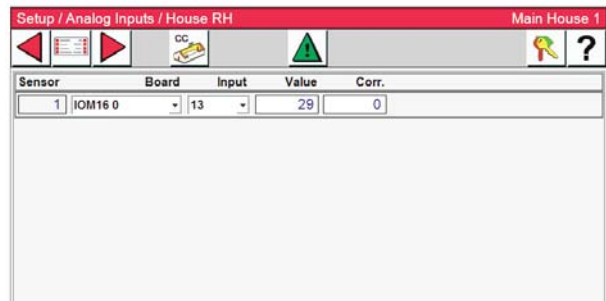 Setup / Analog Inputs / House RH Main House 1
CC
?
Sensor Board Input Value Corr.
1 IOM16 0 13 29 0